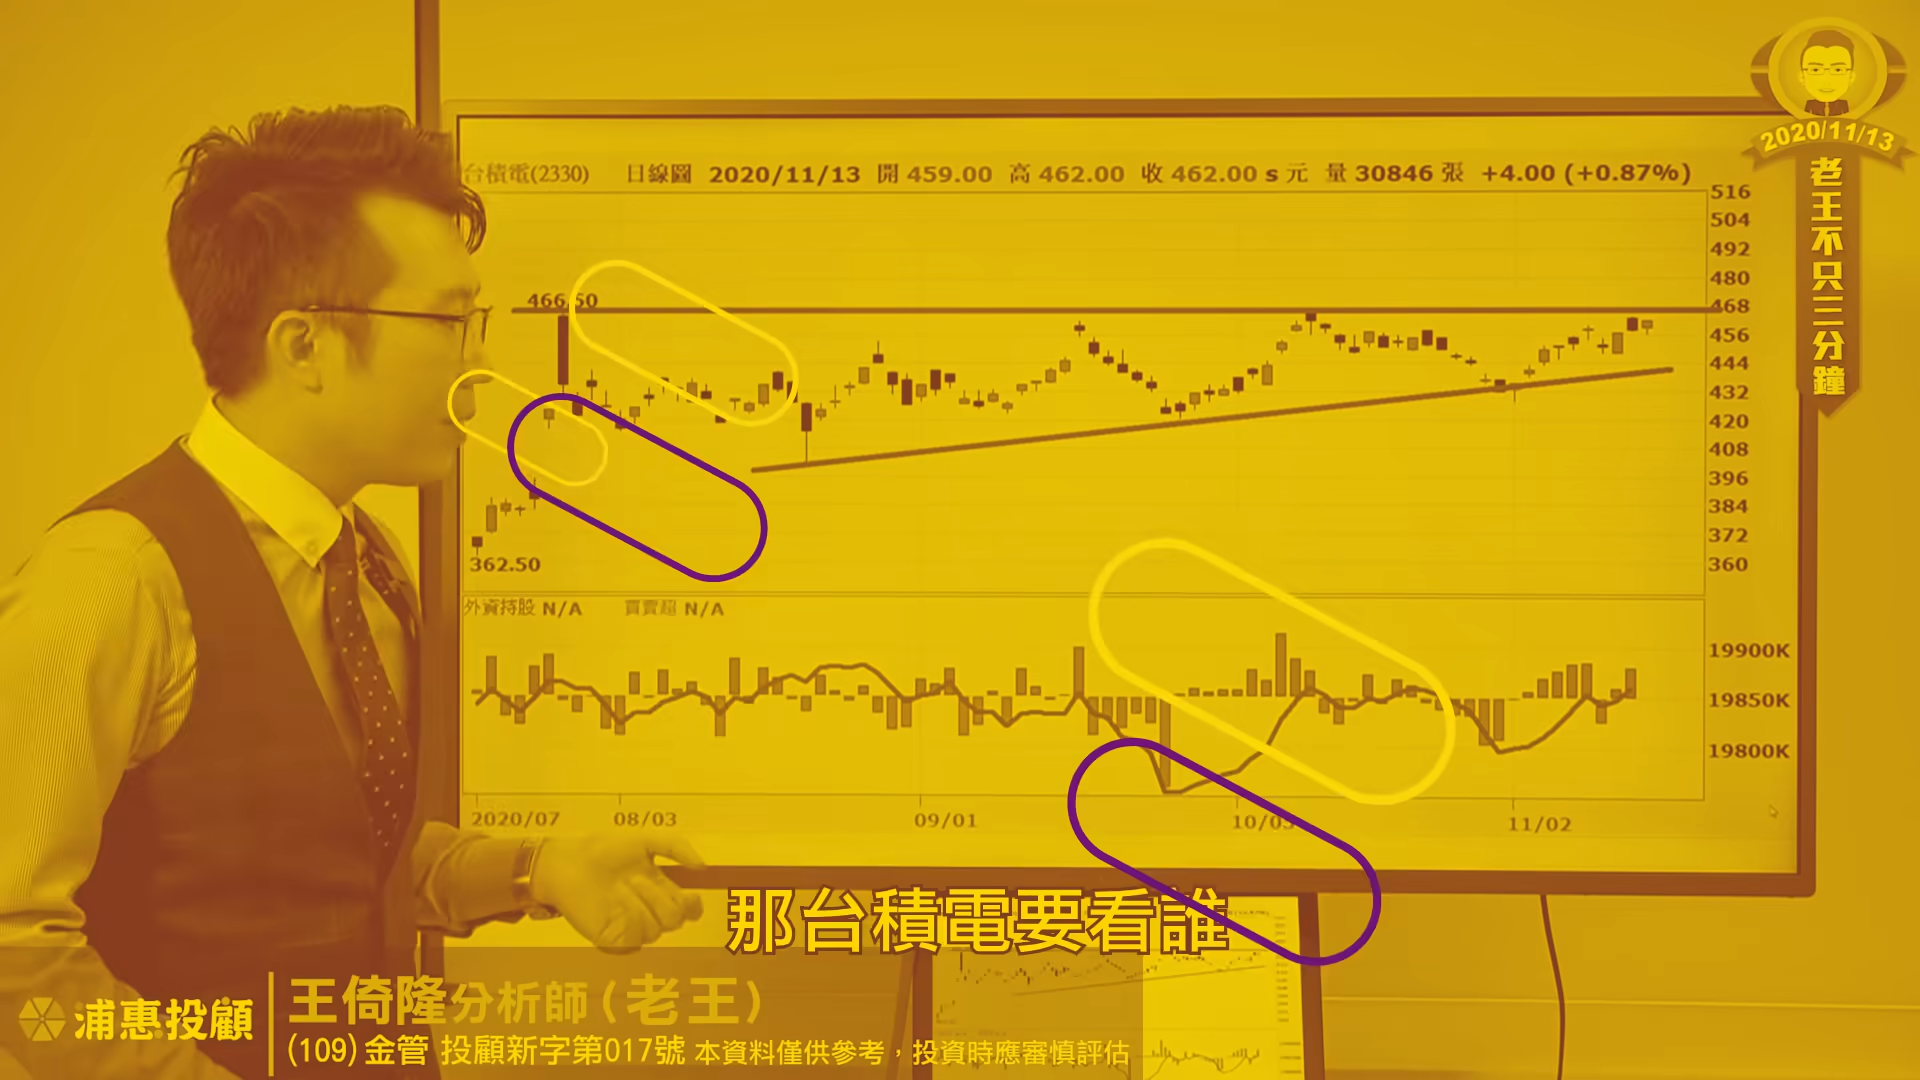 台積電(2330) 日線圖 2020/11/13 開 459.00 高 462.00 收 462.00 s 元 量 30846 張 +4.00 (+0.87%)
2020/11/13
老王不只三分鐘
516
504
492
480
468
456
444
432
420
408
396
384
372
360
466.50
362.50
外資持股 N/A 買賣超 N/A
19900K
19850K
19800K
2020/07 08/03 09/01 10/05 11/02
那台積電要看誰
浦惠投顧
王倚隆分析師(老王)
(109)金管 投顧新字第017號 本資料僅供參考，投資時應審慎評估